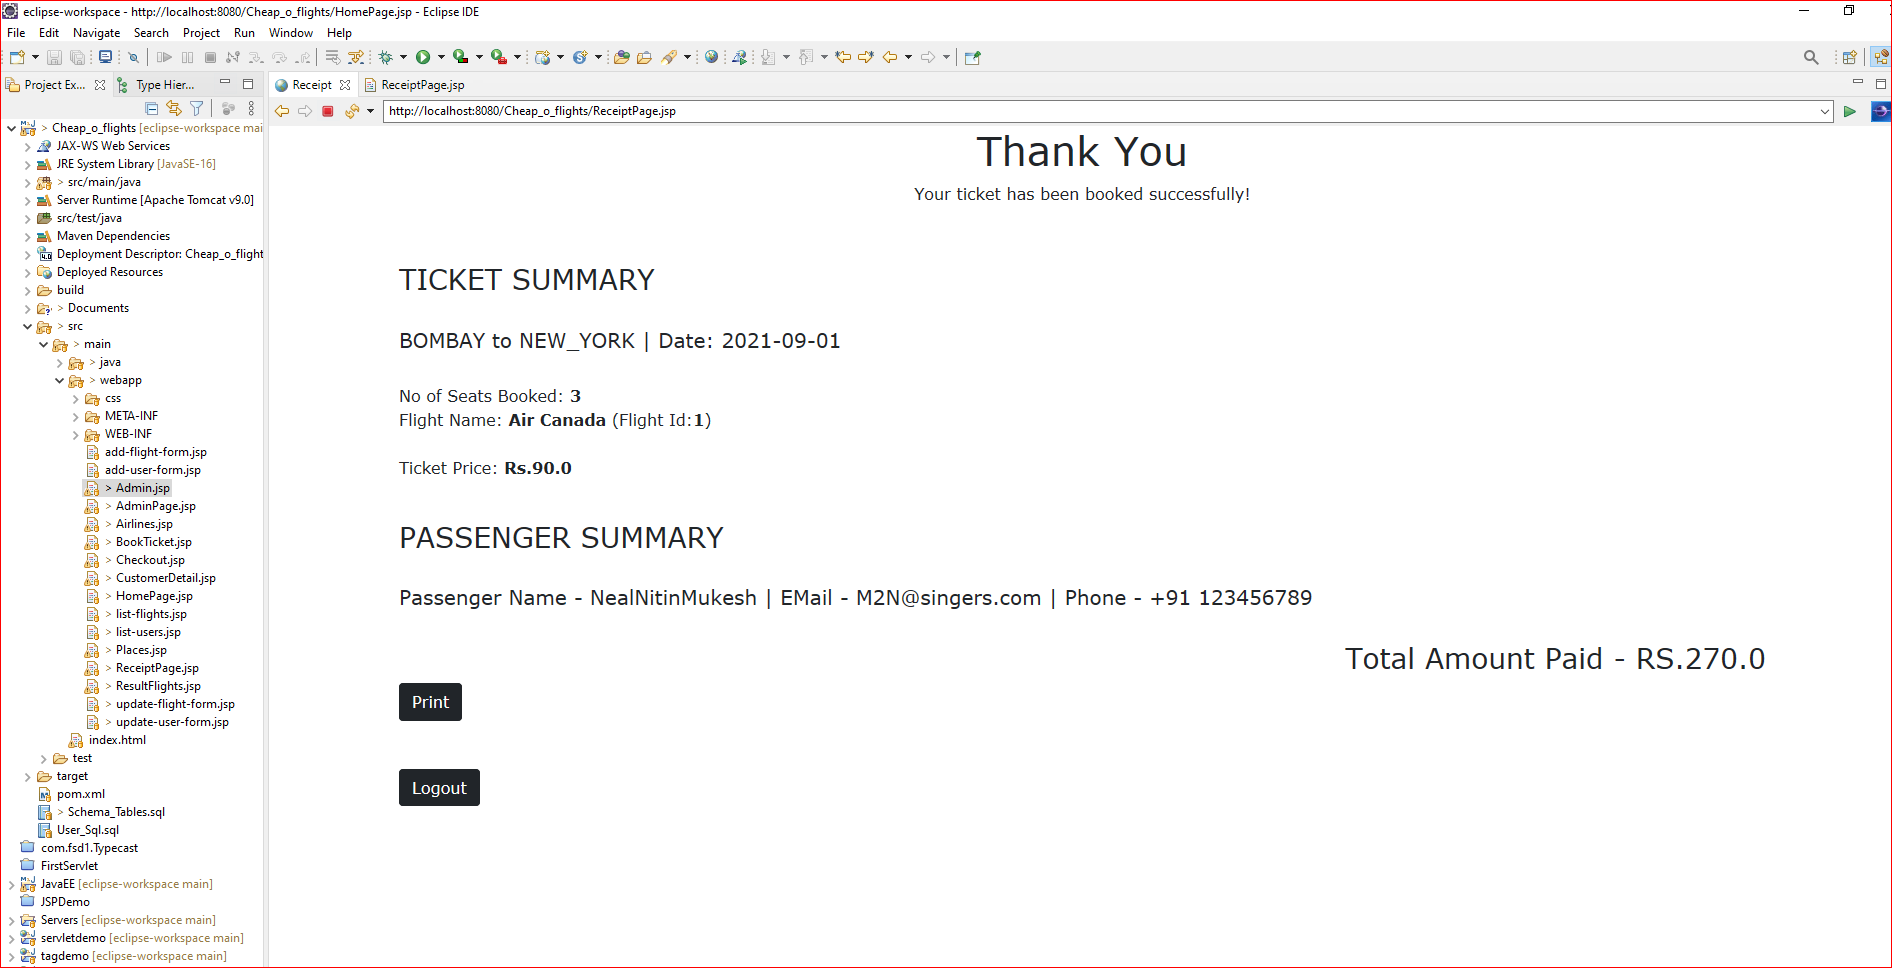 eclipse-workspace - http://localhost:8080/Cheap_o_flights/HomePage.jsp - Eclipse IDE
File Edit Navigate Search Project Run Window Help
Project Ex... Type Hier...
Receipt ReceiptPage.jsp
http://localhost:8080/Cheap_o_flights/ReceiptPage.jsp
> Cheap_o_flights [eclipse-workspace mai
JAX-WS Web Services
JRE System Library [JavaSE-16]
> src/main/java
Server Runtime [Apache Tomcat v9.0]
src/test/java
Maven Dependencies
Deployment Descriptor: Cheap_o_flight
Deployed Resources
build
> Documents
> src
> main
> java
> webapp
css
META-INF
WEB-INF
add-flight-form.jsp
add-user-form.jsp
> Admin.jsp
> AdminPage.jsp
> Airlines.jsp
> BookTicket.jsp
> Checkout.jsp
> CustomerDetail.jsp
> HomePage.jsp
> list-flights.jsp
> list-users.jsp
> Places.jsp
> ReceiptPage.jsp
> ResultFlights.jsp
> update-flight-form.jsp
> update-user-form.jsp
index.html
test
target
pom.xml
> Schema_Tables.sql
User_Sql.sql
com.fsd1.Typecast
FirstServlet
JavaEE [eclipse-workspace main]
JSPDemo
Servers [eclipse-workspace main]
servletdemo [eclipse-workspace main]
tagdemo [eclipse-workspace main]
Thank You
Your ticket has been booked successfully!
TICKET SUMMARY
BOMBAY to NEW_YORK | Date: 2021-09-01
No of Seats Booked: 3
Flight Name: Air Canada (Flight Id:1)
Ticket Price: Rs.90.0
PASSENGER SUMMARY
Passenger Name - NealNitinMukesh | EMail - M2N@singers.com | Phone - +91 123456789
Total Amount Paid - RS.270.0
Print
Logout